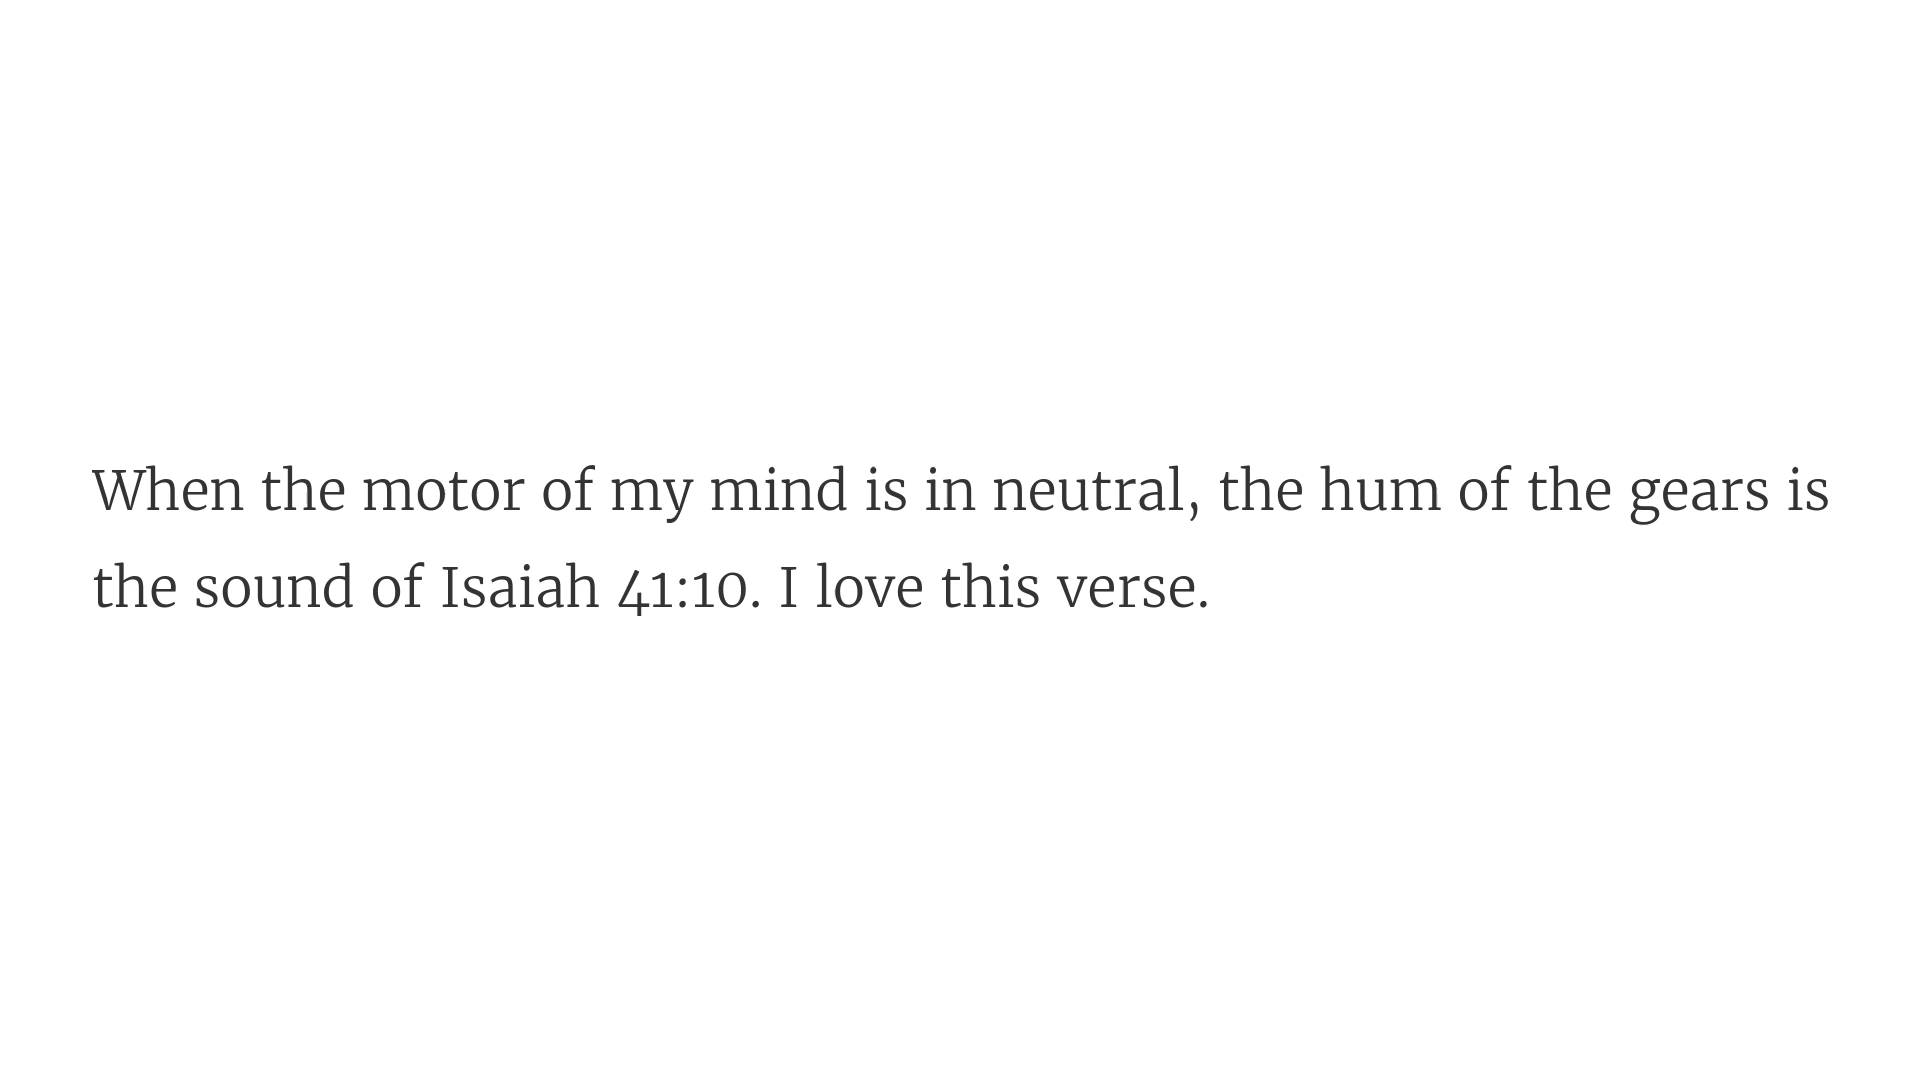 When the motor of my mind is in neutral, the hum of the gears is
the sound of Isaiah 41:10. I love this verse.